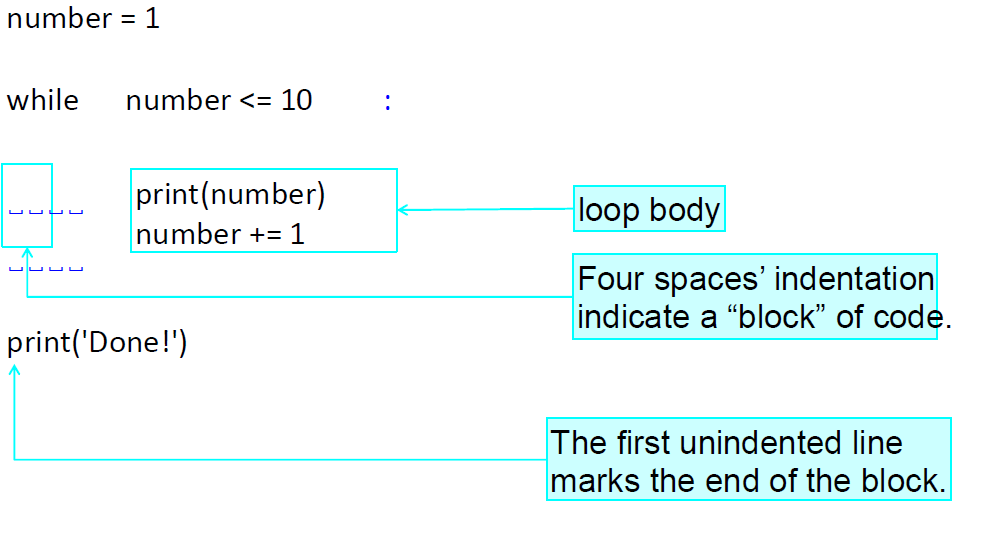 number = 1
while number <= 10 :
␣␣␣␣ print(number)
number += 1
␣␣␣␣
loop body
Four spaces’ indentation
indicate a “block” of code.
print('Done!')
The first unindented line
marks the end of the block.